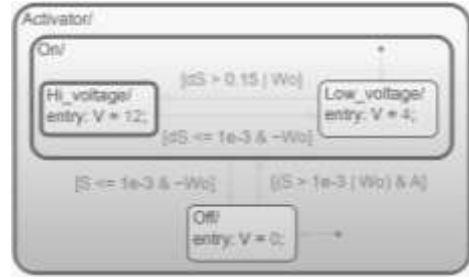 Activator/
On/
[dS > 0.15 | Wo]
Hi_voltage/
entry: V = 12;
Low_voltage/
entry: V = 4;
[dS <= 1e-3 & ~Wo]
[S <= 1e-3 & ~Wo]
[(S > 1e-3 | Wo) & A]
Off/
entry: V = 0;